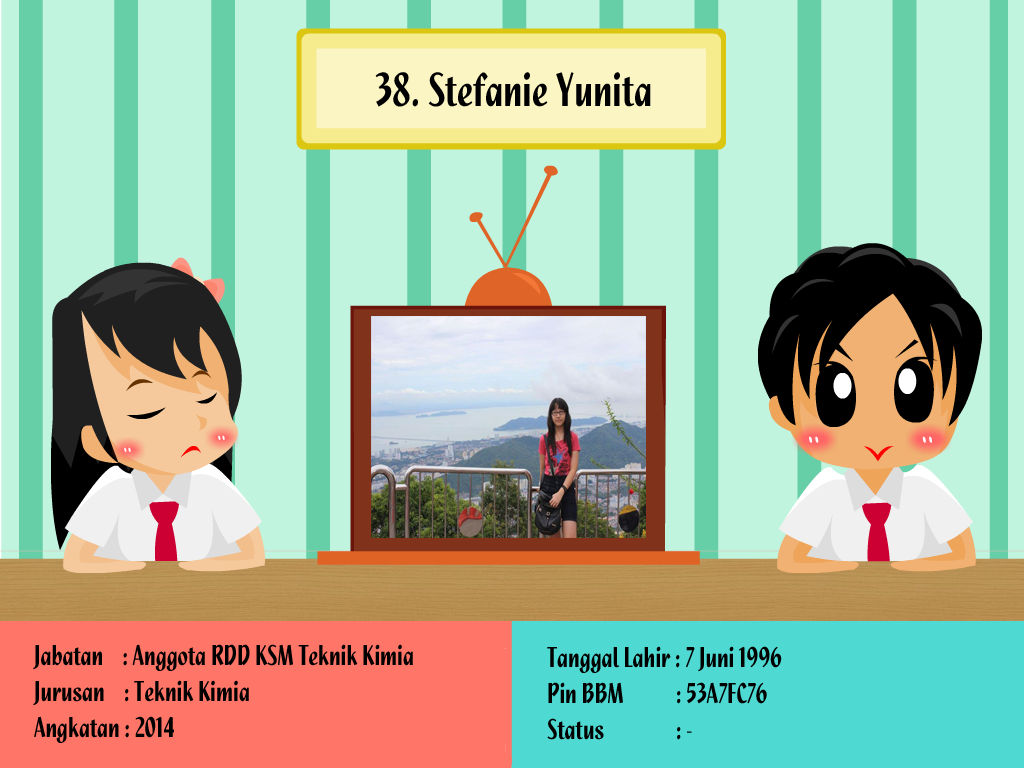 38. Stefanie Yunita
Jabatan : Anggota RDD KSM Teknik Kimia
Jurusan : Teknik Kimia
Angkatan : 2014
Tanggal Lahir : 7 Juni 1996
Pin BBM : 53A7FC76
Status : -